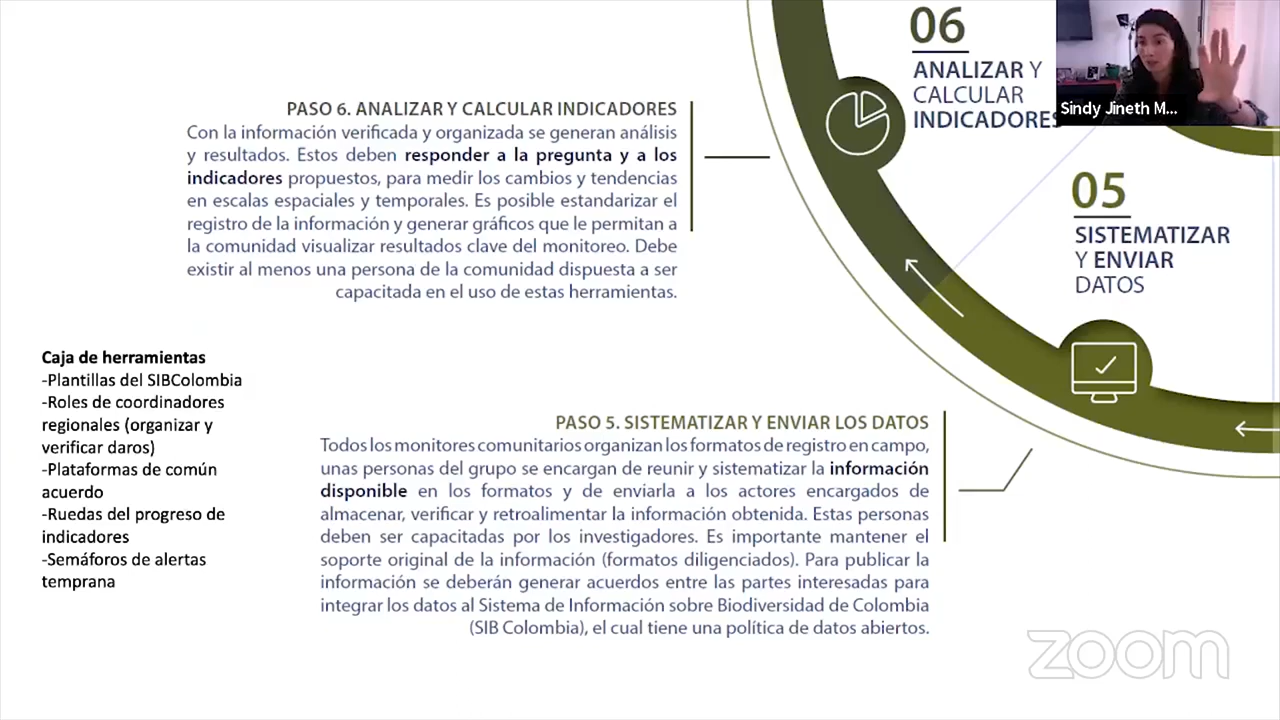 06
ANALIZAR Y
CALCULAR
INDICADORES
Sindy Jineth M...
PASO 6. ANALIZAR Y CALCULAR INDICADORES
Con la información verificada y organizada se generan análisis
y resultados. Estos deben responder a la pregunta y a los
indicadores propuestos, para medir los cambios y tendencias
en escalas espaciales y temporales. Es posible estandarizar el
registro de la información y generar gráficos que le permitan a
la comunidad visualizar resultados clave del monitoreo. Debe
existir al menos una persona de la comunidad dispuesta a ser
capacitada en el uso de estas herramientas.
05
SISTEMATIZAR
Y ENVIAR
DATOS
Caja de herramientas
-Plantillas del SIBColombia
-Roles de coordinadores
regionales (organizar y
verificar daros)
-Plataformas de común
acuerdo
-Ruedas del progreso de
indicadores
-Semáforos de alertas
temprana
PASO 5. SISTEMATIZAR Y ENVIAR LOS DATOS
Todos los monitores comunitarios organizan los formatos de registro en campo,
unas personas del grupo se encargan de reunir y sistematizar la información
disponible en los formatos y de enviarla a los actores encargados de
almacenar, verificar y retroalimentar la información obtenida. Estas personas
deben ser capacitadas por los investigadores. Es importante mantener el
soporte original de la información (formatos diligenciados). Para publicar la
información se deberán generar acuerdos entre las partes interesadas para
integrar los datos al Sistema de Información sobre Biodiversidad de Colombia
(SIB Colombia), el cual tiene una política de datos abiertos.
zoom